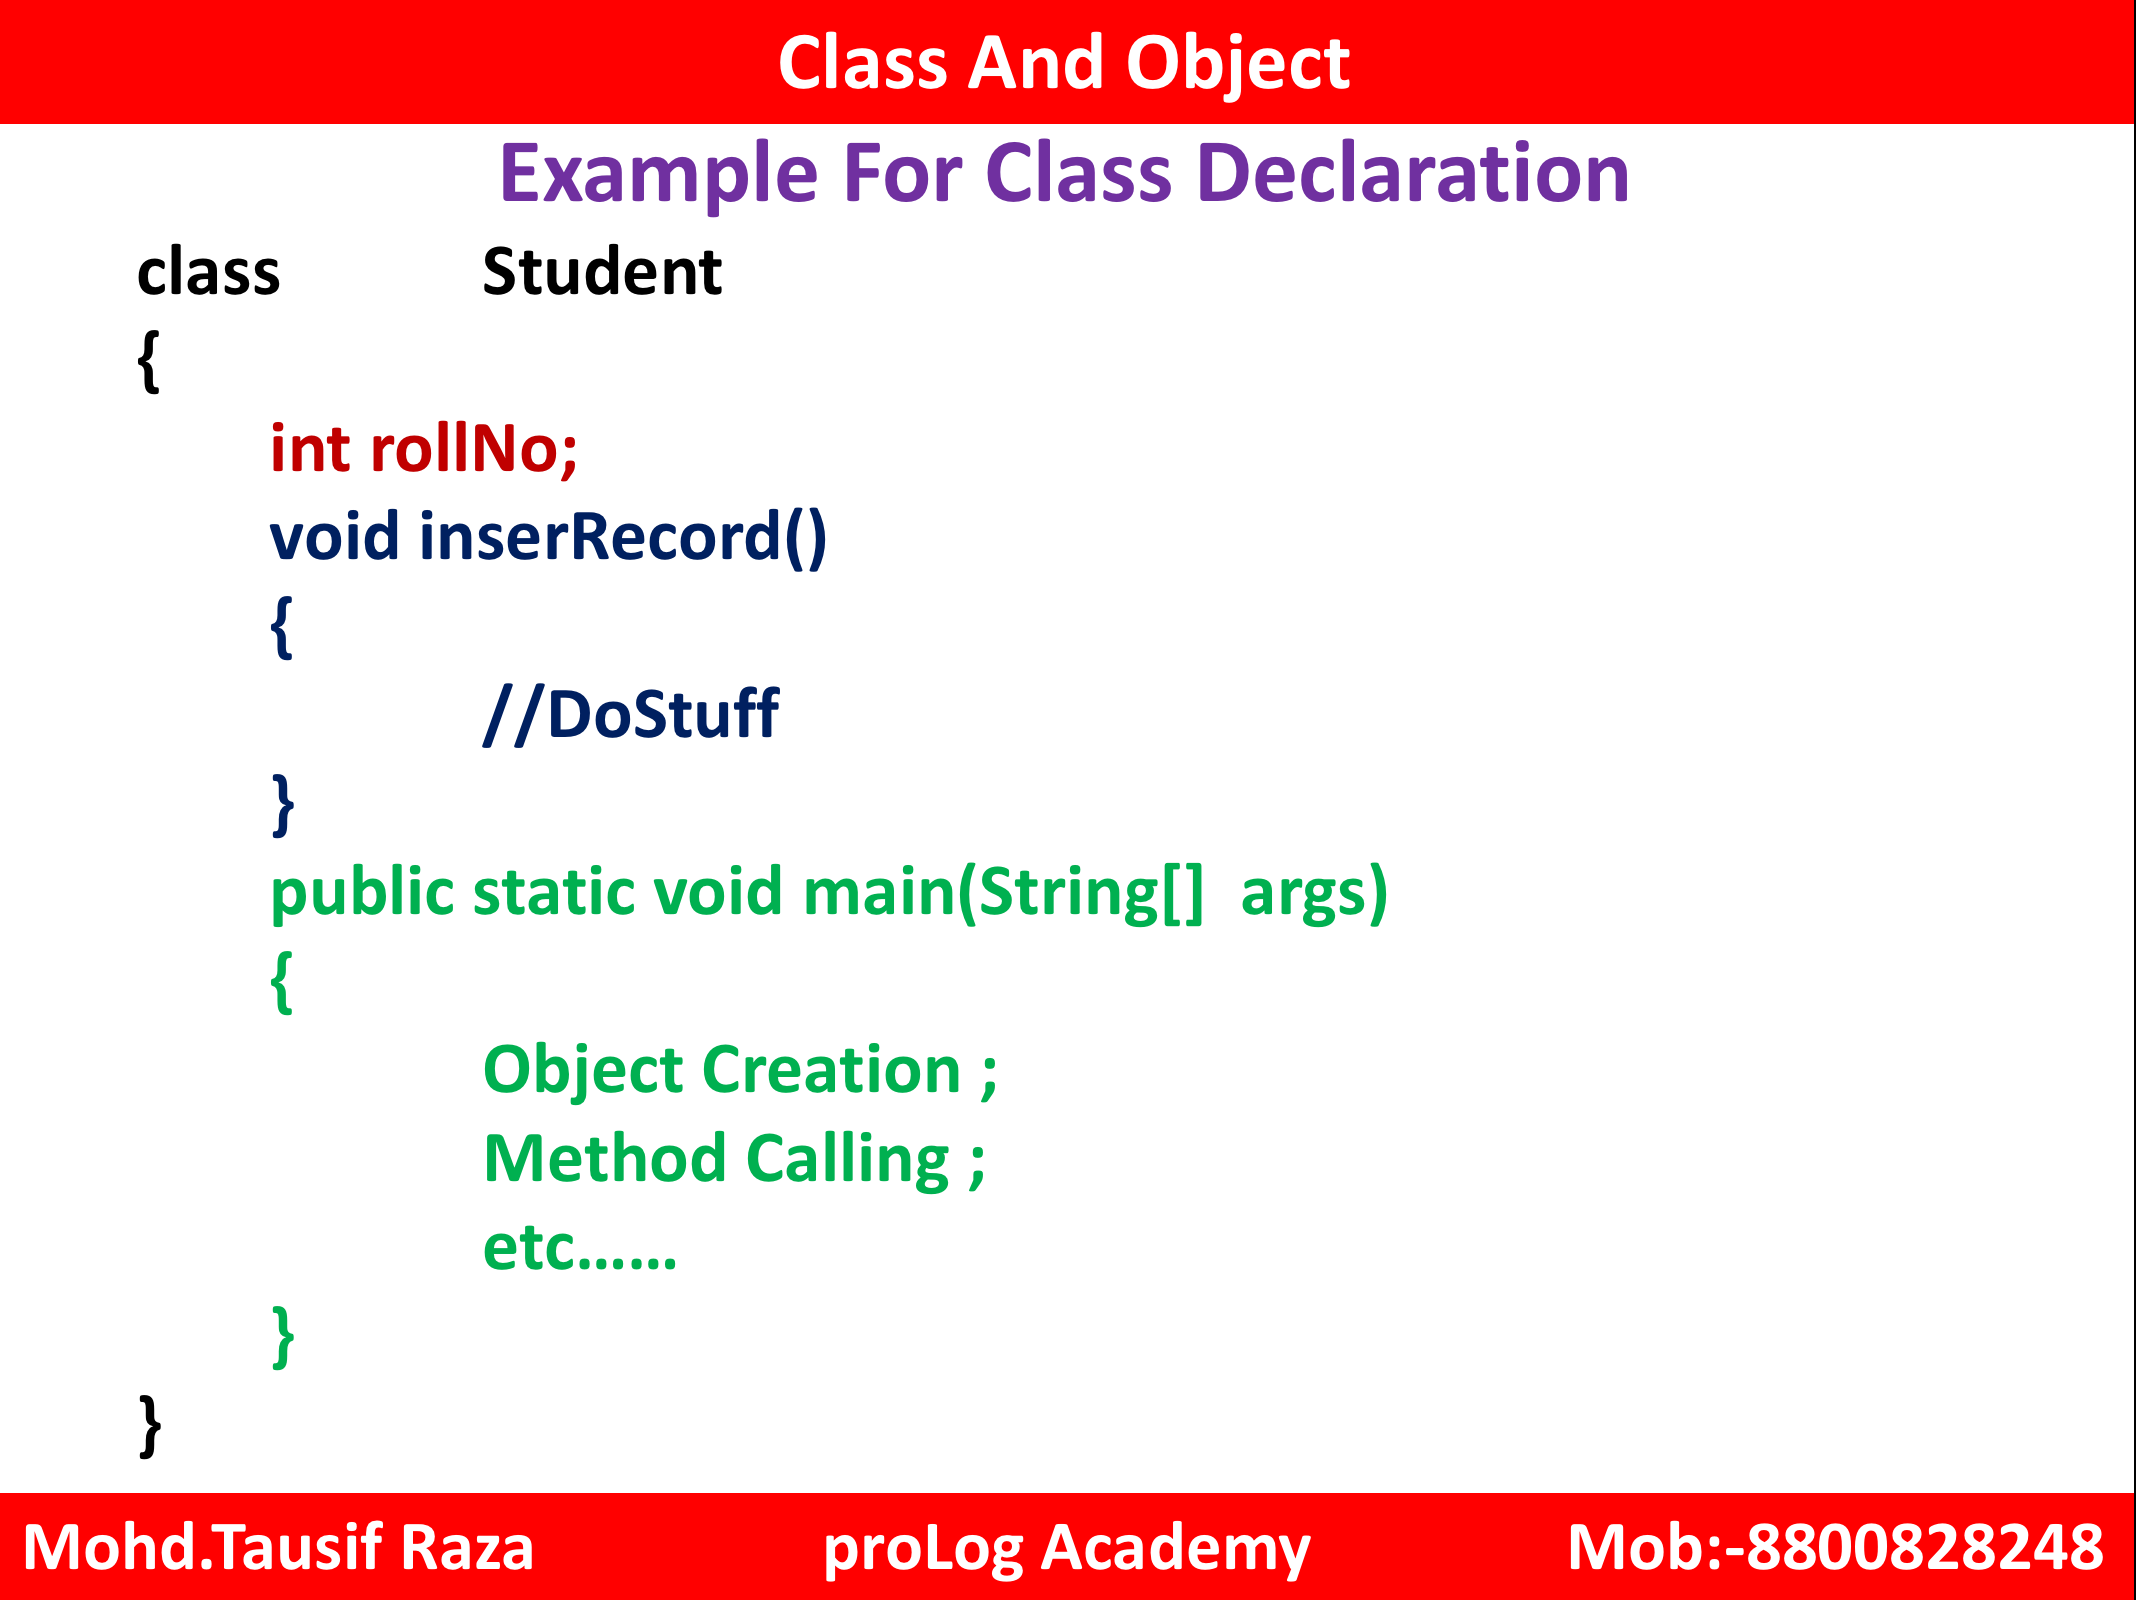 Class And Object
Example For Class Declaration
class Student
{
int rollNo;
void inserRecord()
{
//DoStuff
}
public static void main(String[]  args)
{
Object Creation ;
Method Calling ;
etc......
}
}
Mohd.Tausif Raza proLog Academy Mob:-8800828248